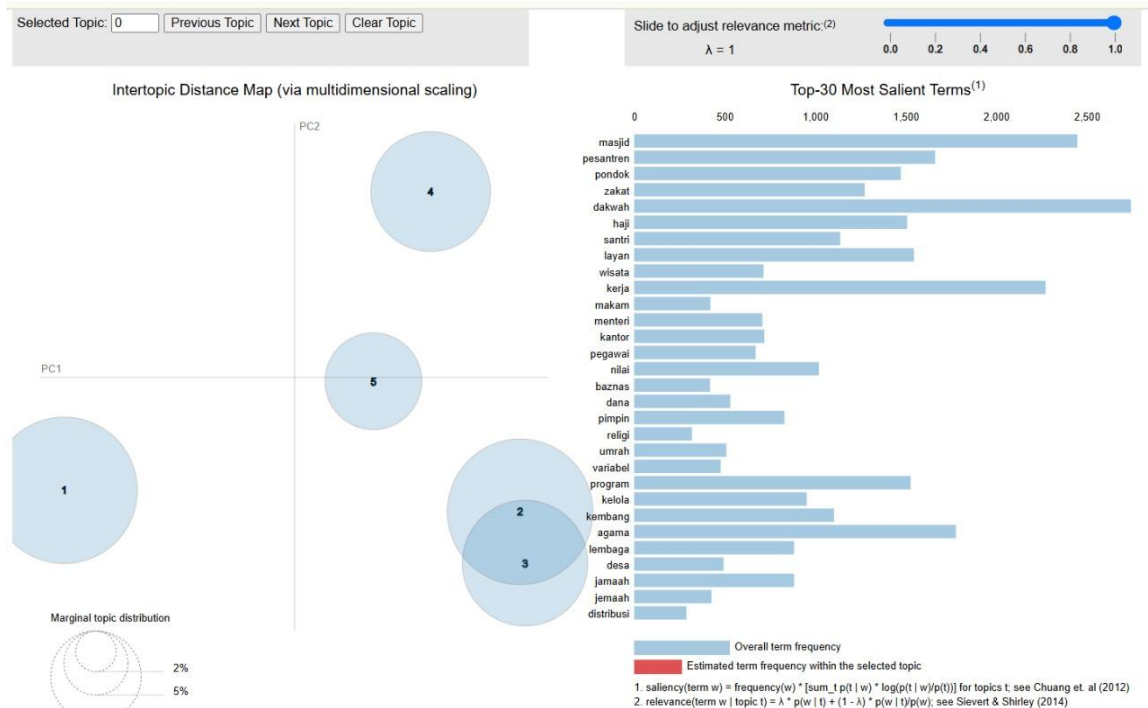 Selected Topic: 0 Previous Topic Next Topic Clear Topic
Slide to adjust relevance metric:(2)
λ = 1
0.0 0.2 0.4 0.6 0.8 1.0
Intertopic Distance Map (via multidimensional scaling)
PC2
PC1
4
5
1
2
3
Marginal topic distribution
2%
5%
Top-30 Most Salient Terms(1)
0 500 1,000 1,500 2,000 2,500
masjid
pesantren
pondok
zakat
dakwah
haji
santri
layan
wisata
kerja
makam
menteri
kantor
pegawai
nilai
baznas
dana
pimpin
religi
umrah
variabel
program
kelola
kembang
agama
lembaga
desa
jamaah
jemaah
distribusi
Overall term frequency
Estimated term frequency within the selected topic
1. saliency(term w) = frequency(w) * [sum_t p(t | w) * log(p(t | w)/p(t))] for topics t; see Chuang et. al (2012)
2. relevance(term w | topic t) = λ * p(w | t) + (1 - λ) * p(w | t)/p(w); see Sievert & Shirley (2014)